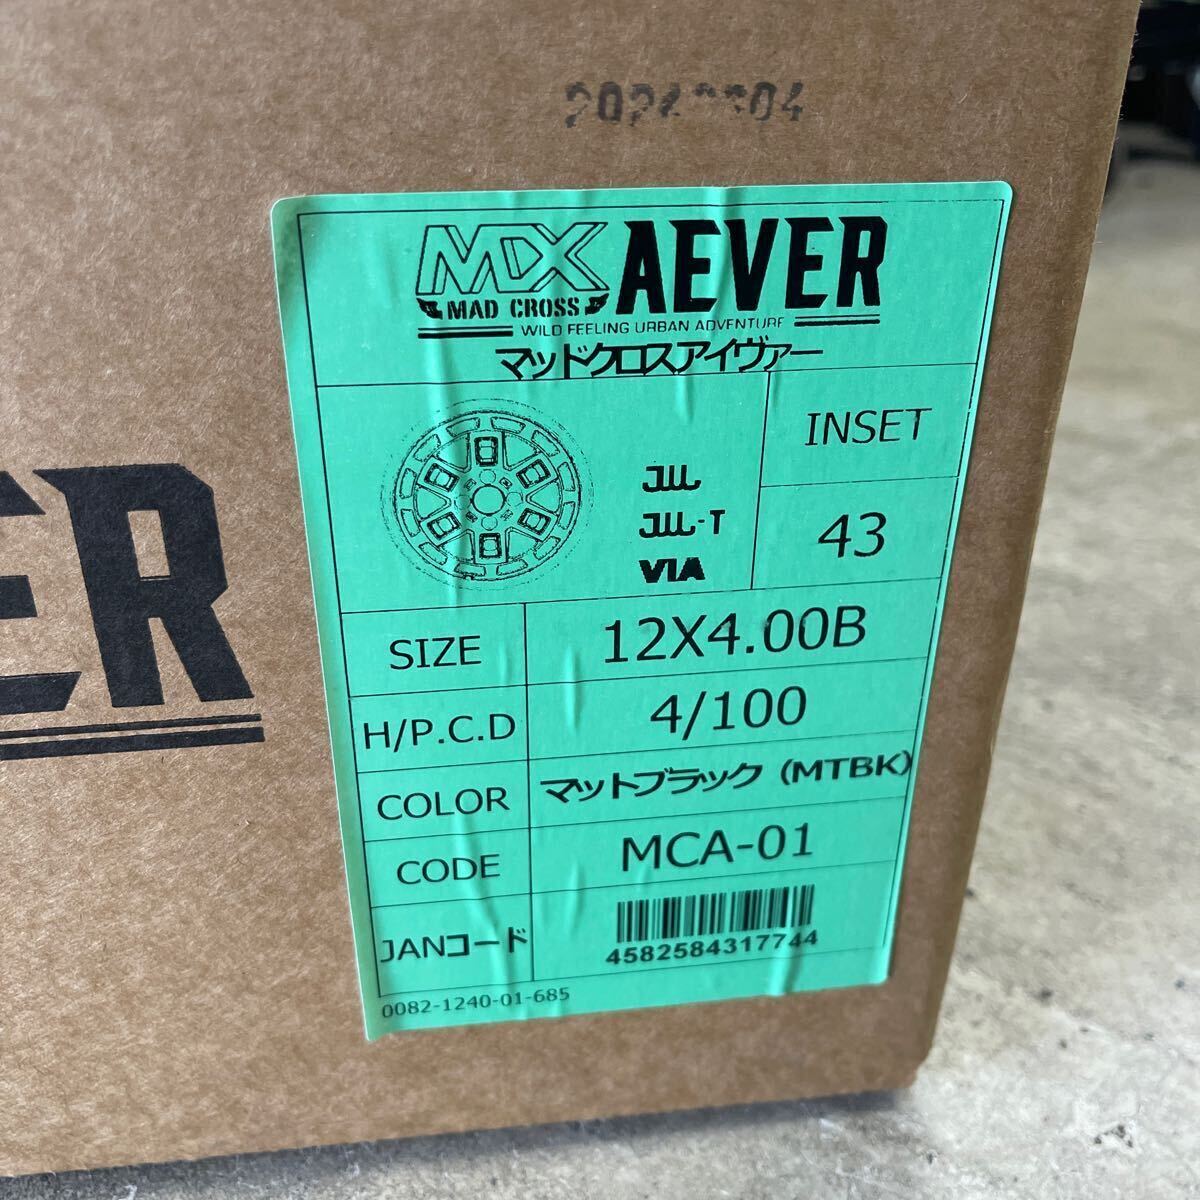 MX AEVER
MAD CROSS
WILD FEELING URBAN ADVENTURE
マッドクロスアイヴァー
INSET
43
JWL
JWL-T
VIA
SIZE 12X4.00B
H/P.C.D 4/100
COLOR マットブラック (MTBK)
CODE MCA-01
JANコード 4582584317744
0082-1240-01-685
ER